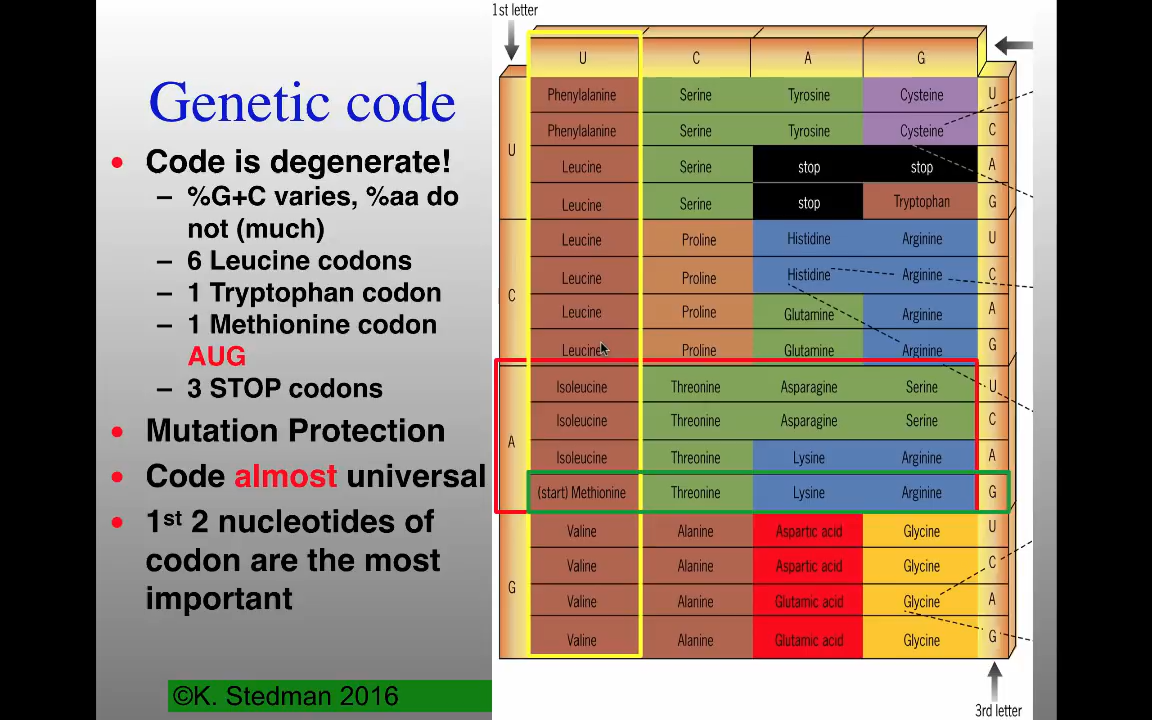 Genetic code
• Code is degenerate!
– %G+C varies, %aa do
not (much)
– 6 Leucine codons
– 1 Tryptophan codon
– 1 Methionine codon
AUG
– 3 STOP codons
• Mutation Protection
• Code almost universal
• 1st 2 nucleotides of
codon are the most
important
©K. Stedman 2016
1st letter
U C A G
U
Phenylalanine Serine Tyrosine Cysteine U
Phenylalanine Serine Tyrosine Cysteine C
Leucine Serine stop stop A
Leucine Serine stop Tryptophan G
C
Leucine Proline Histidine Arginine U
Leucine Proline Histidine Arginine C
Leucine Proline Glutamine Arginine A
Leucine Proline Glutamine Arginine G
A
Isoleucine Threonine Asparagine Serine U
Isoleucine Threonine Asparagine Serine C
Isoleucine Threonine Lysine Arginine A
(start) Methionine Threonine Lysine Arginine G
G
Valine Alanine Aspartic acid Glycine U
Valine Alanine Aspartic acid Glycine C
Valine Alanine Glutamic acid Glycine A
Valine Alanine Glutamic acid Glycine G
3rd letter